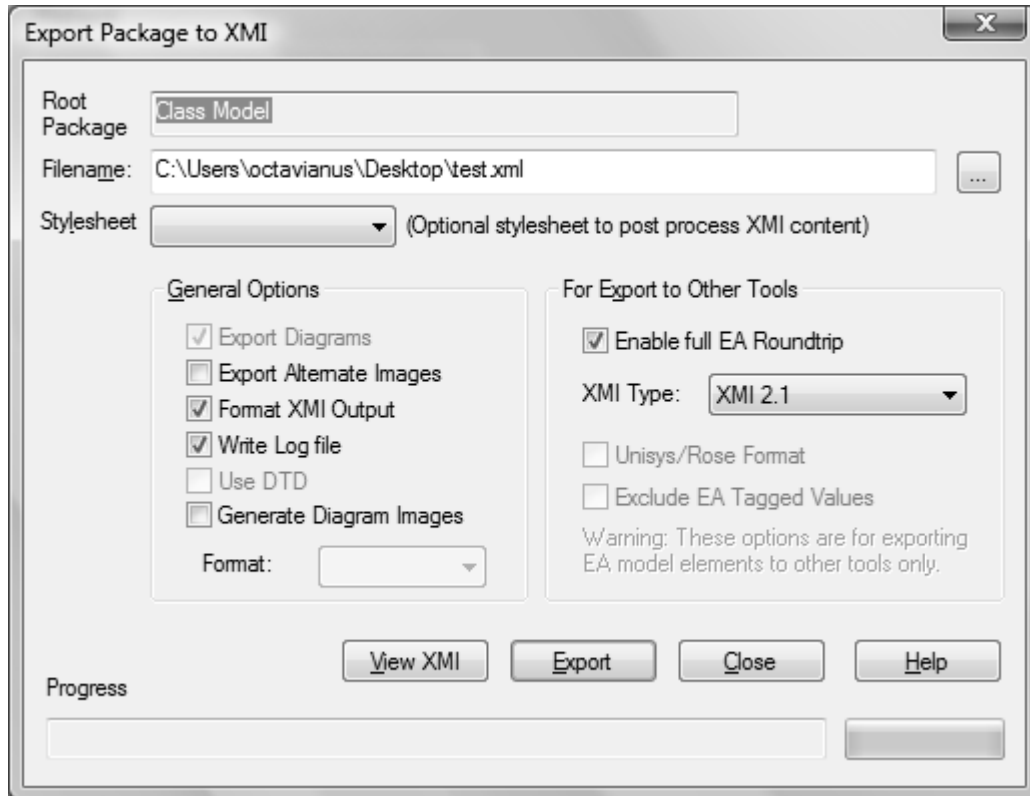 Export Package to XMI
Root
Package
Class Model
Filename:
C:\Users\octavianus\Desktop\test.xml
...
Stylesheet
(Optional stylesheet to post process XMI content)
General Options
Export Diagrams
Export Alternate Images
Format XMI Output
Write Log file
Use DTD
Generate Diagram Images
Format:
For Export to Other Tools
Enable full EA Roundtrip
XMI Type:
XMI 2.1
Unisys/Rose Format
Exclude EA Tagged Values
Warning: These options are for exporting
EA model elements to other tools only.
View XMI
Export
Close
Help
Progress